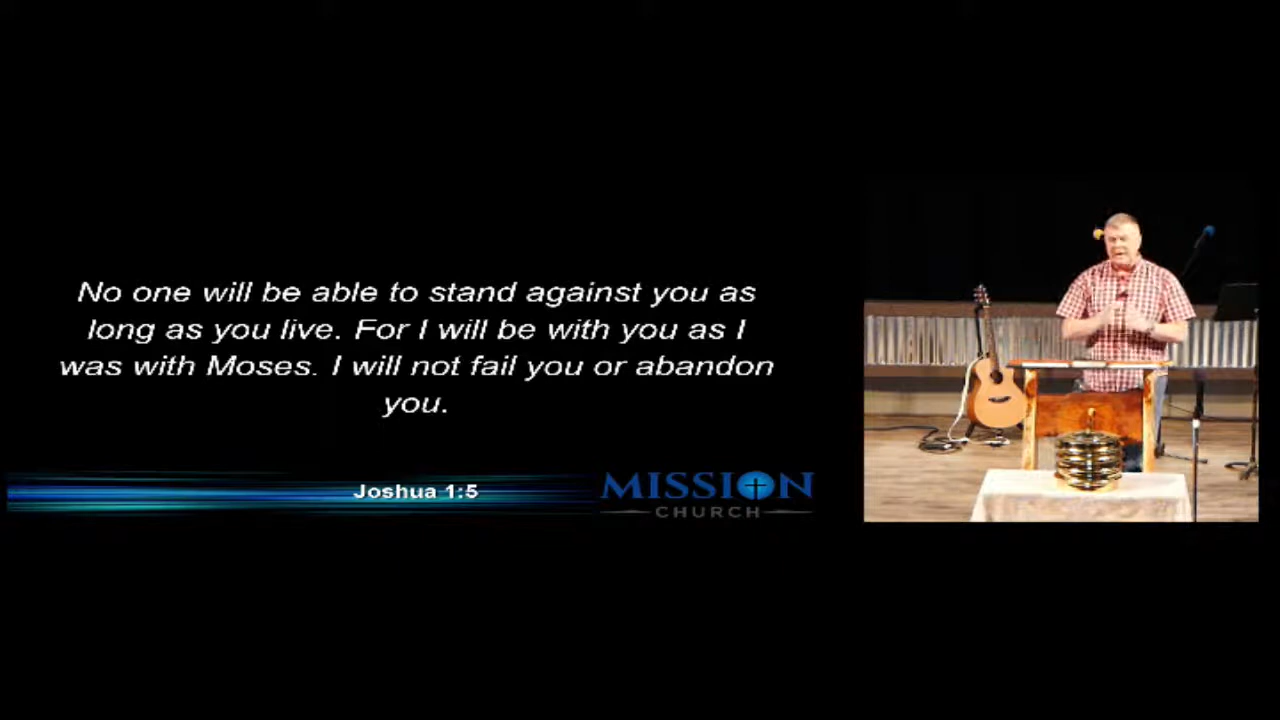 No one will be able to stand against you as
long as you live. For I will be with you as I
was with Moses. I will not fail you or abandon
you.
Joshua 1:5
MISSION
CHURCH